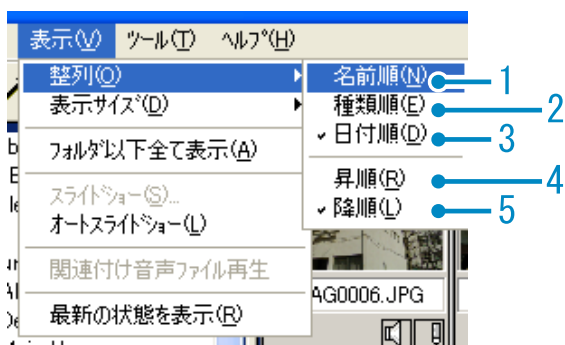 表示(V) ツール(T) ヘルプ(H)
整列(O)
表示サイズ(D)
フォルダ以下全て表示(A)
スライドショー(S)...
オートスライドショー(L)
関連付け音声ファイル再生
最新の状態を表示(R)
名前順(N) 1
種類順(E) 2
日付順(D) 3
昇順(R) 4
降順(L) 5
AG0006.JPG